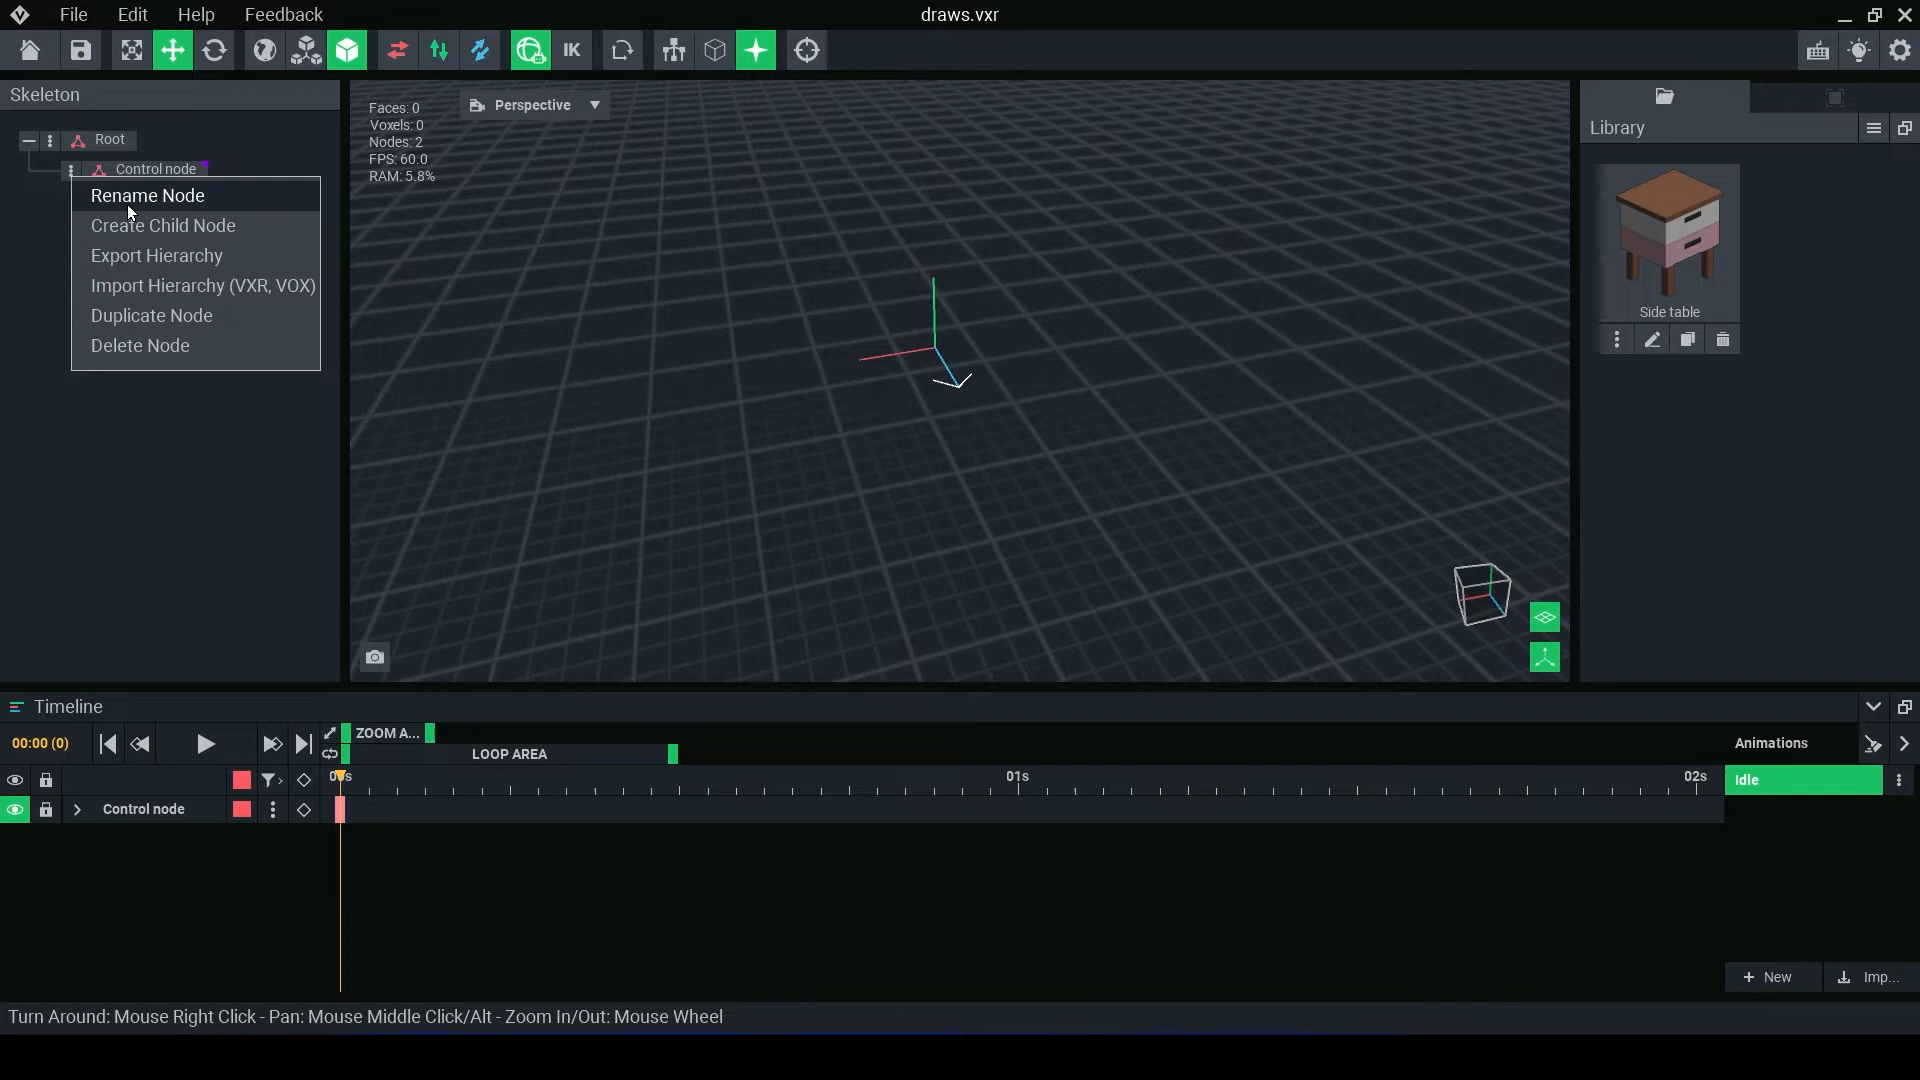 File Edit Help Feedback
draws.vxr
IK
Skeleton
Root
Control node
Rename Node
Create Child Node
Export Hierarchy
Import Hierarchy (VXR, VOX)
Duplicate Node
Delete Node
Faces: 0
Voxels: 0
Nodes: 2
FPS: 60.0
RAM: 5.8%
Perspective
Library
Side table
Timeline
00:00 (0)
ZOOM A...
LOOP AREA
Animations
01s
02s
Idle
Control node
New
Imp...
Turn Around: Mouse Right Click - Pan: Mouse Middle Click/Alt - Zoom In/Out: Mouse Wheel